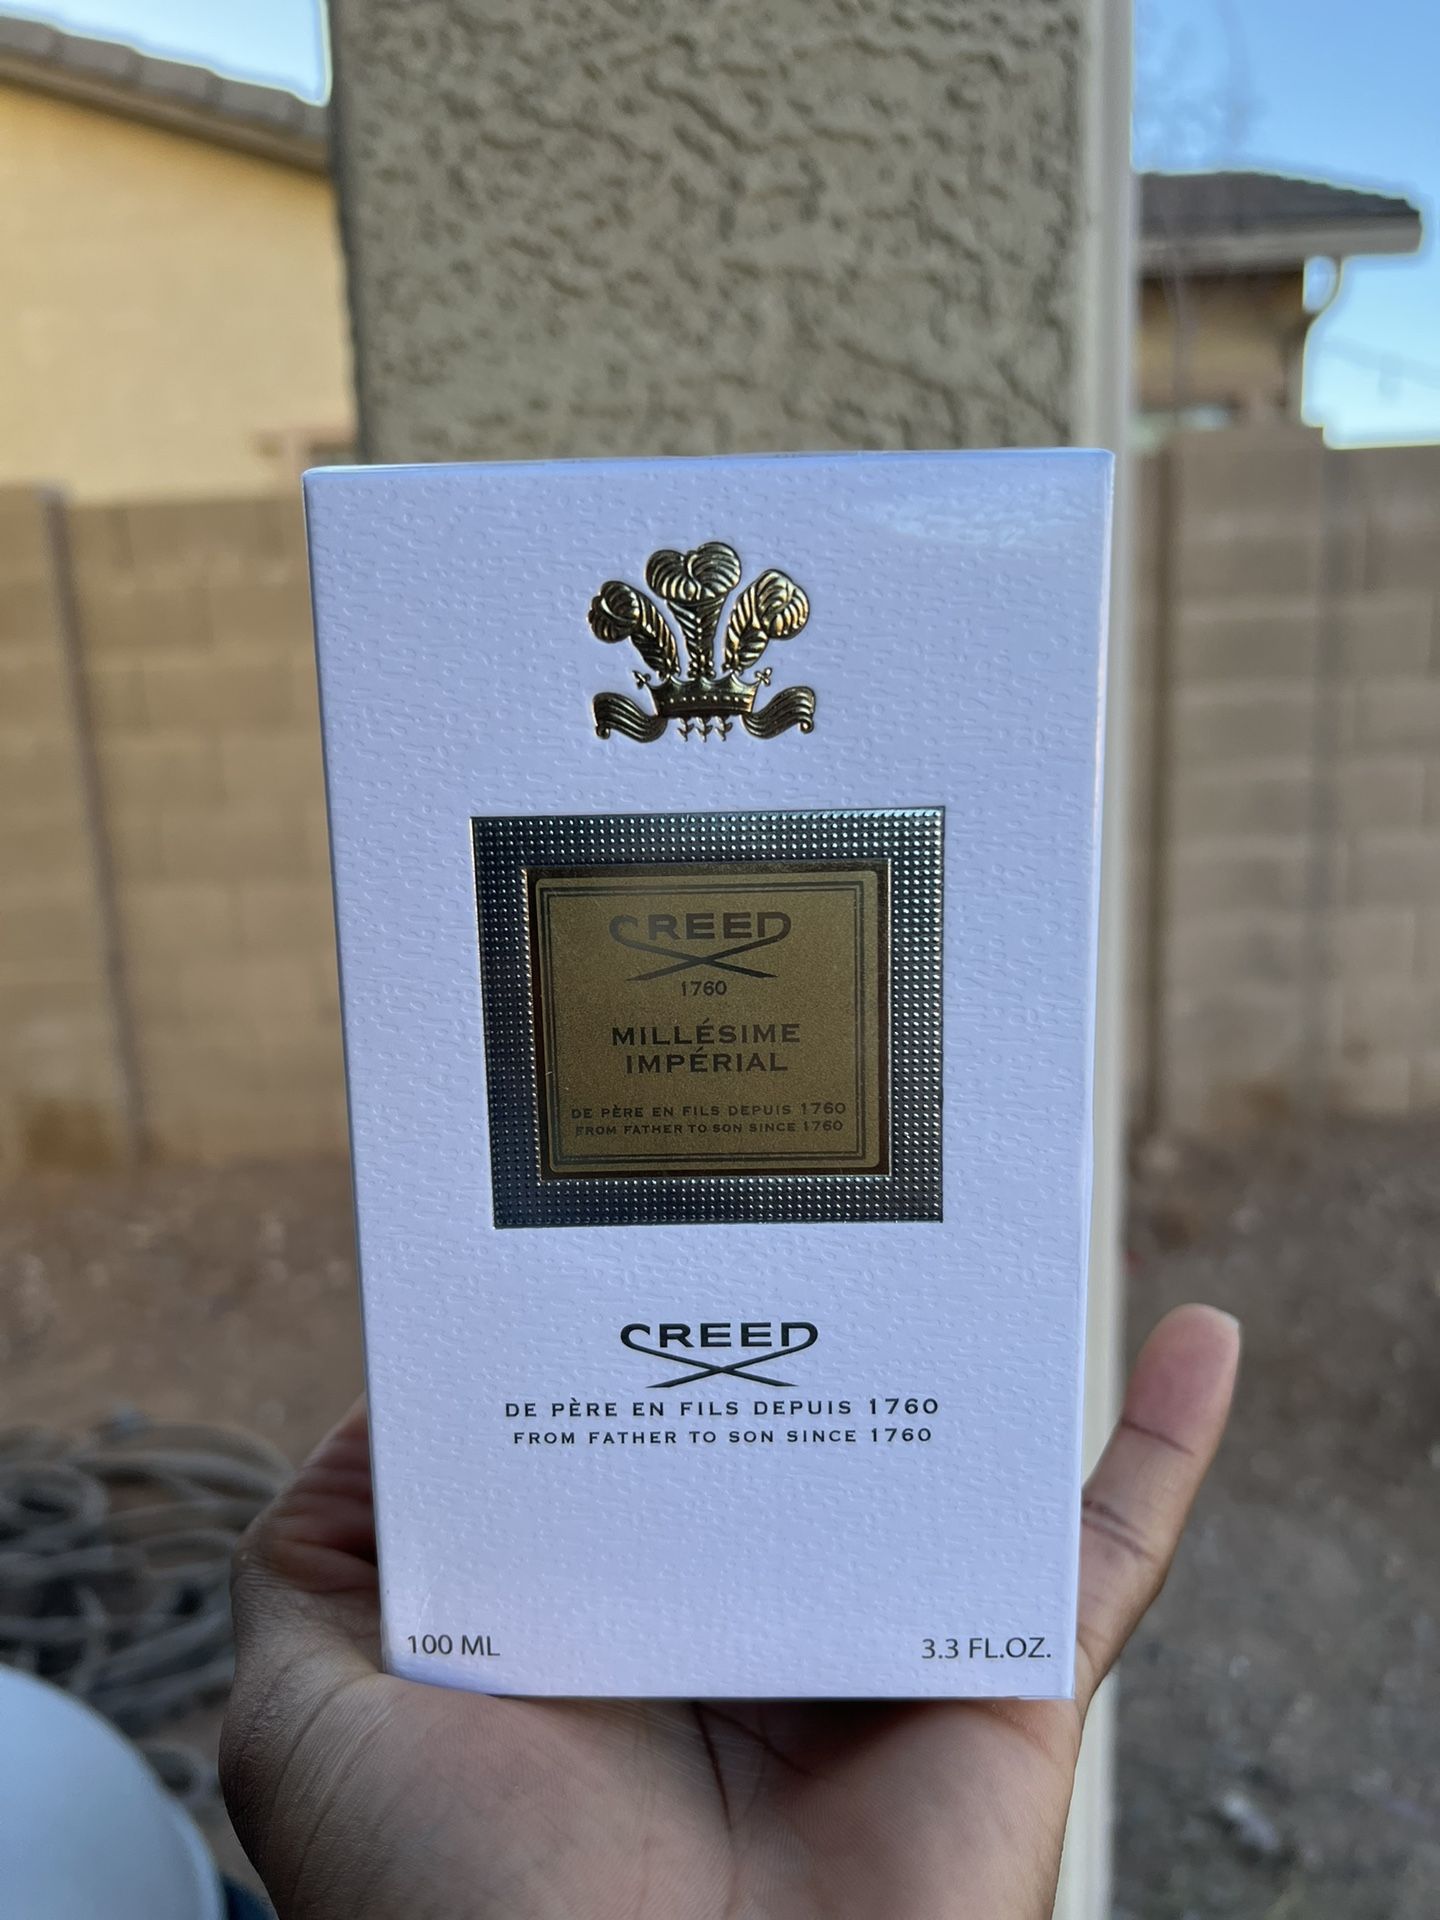 CREED
1760
MILLÉSIME
IMPÉRIAL
DE PÈRE EN FILS DEPUIS 1760
FROM FATHER TO SON SINCE 1760
CREED
DE PÈRE EN FILS DEPUIS 1760
FROM FATHER TO SON SINCE 1760
100 ML
3.3 FL.OZ.